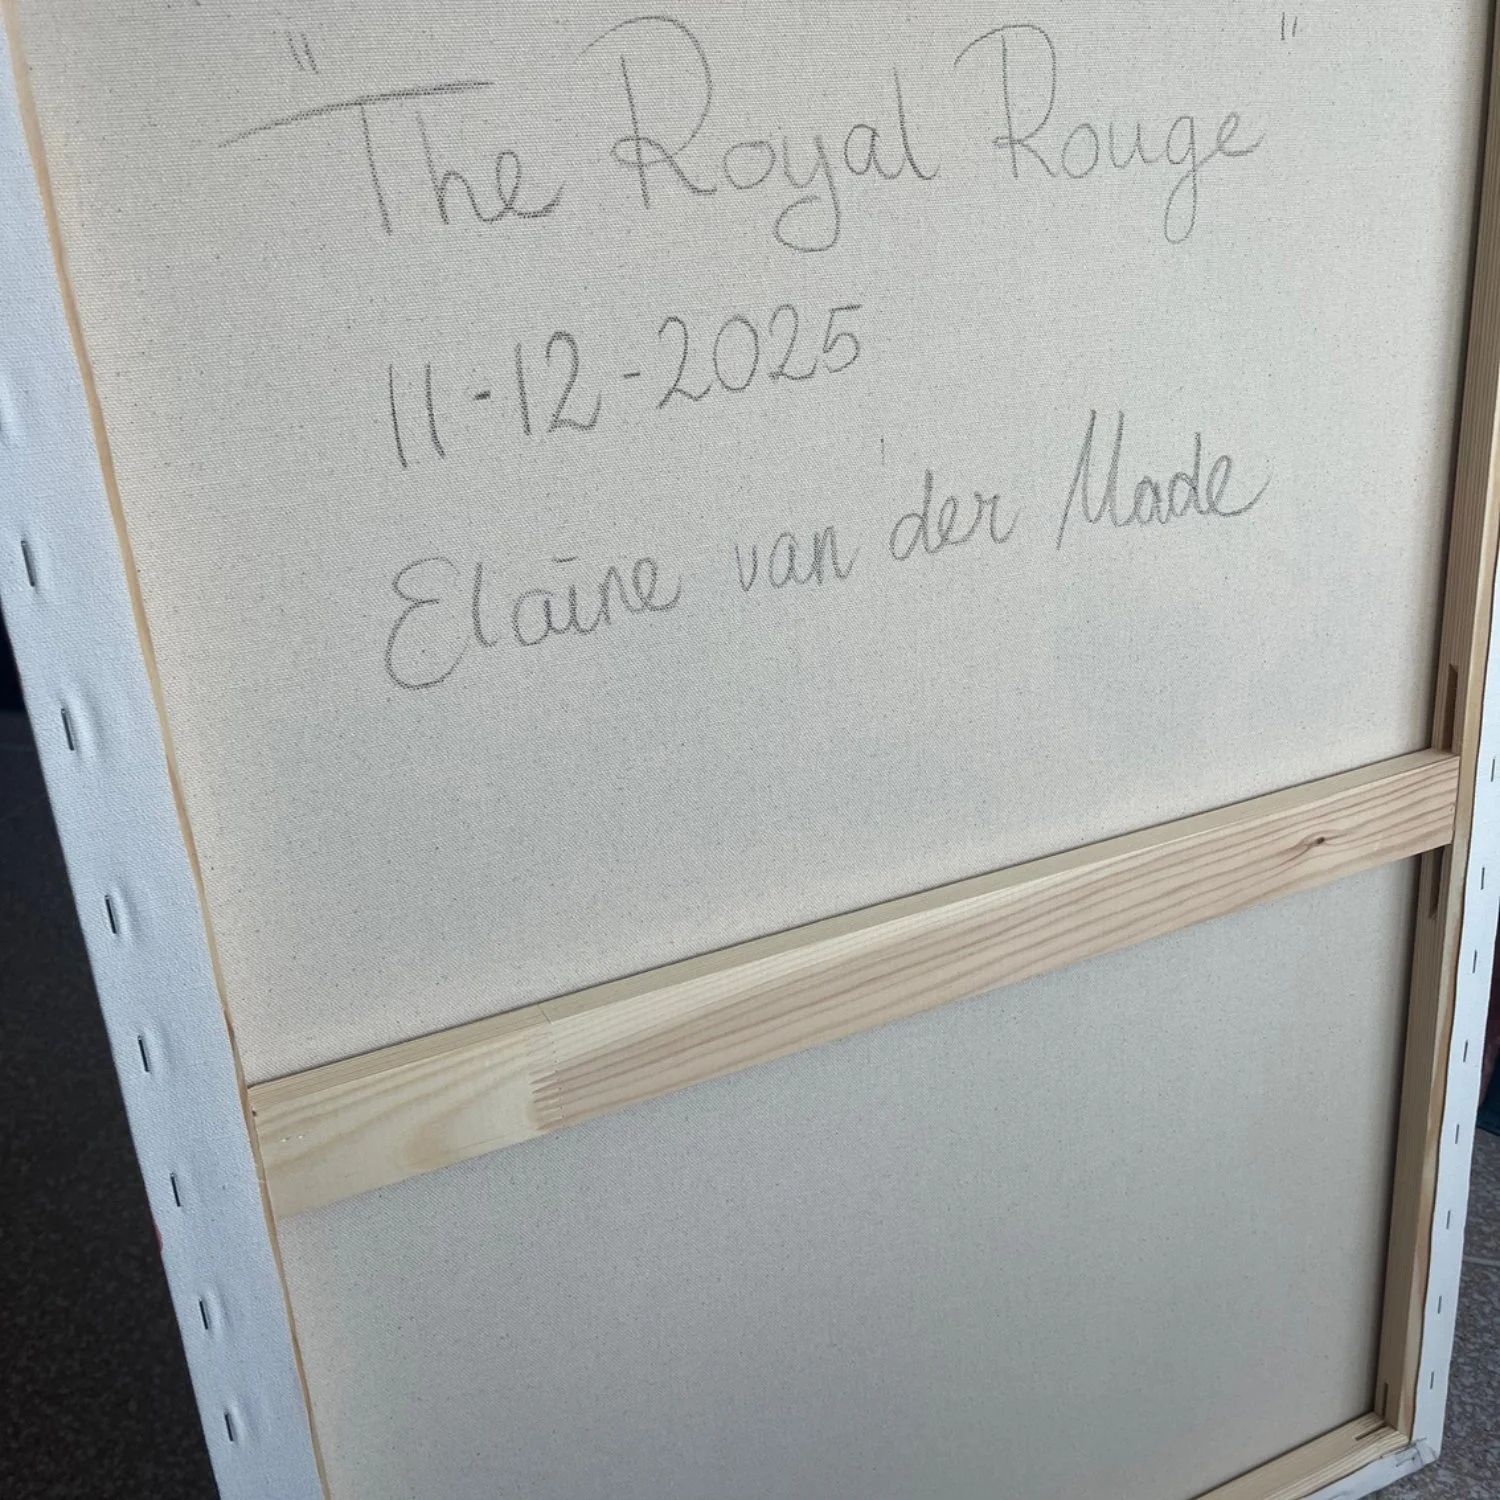 "The Royal Rouge"
11-12-2025
Elaine van der Made